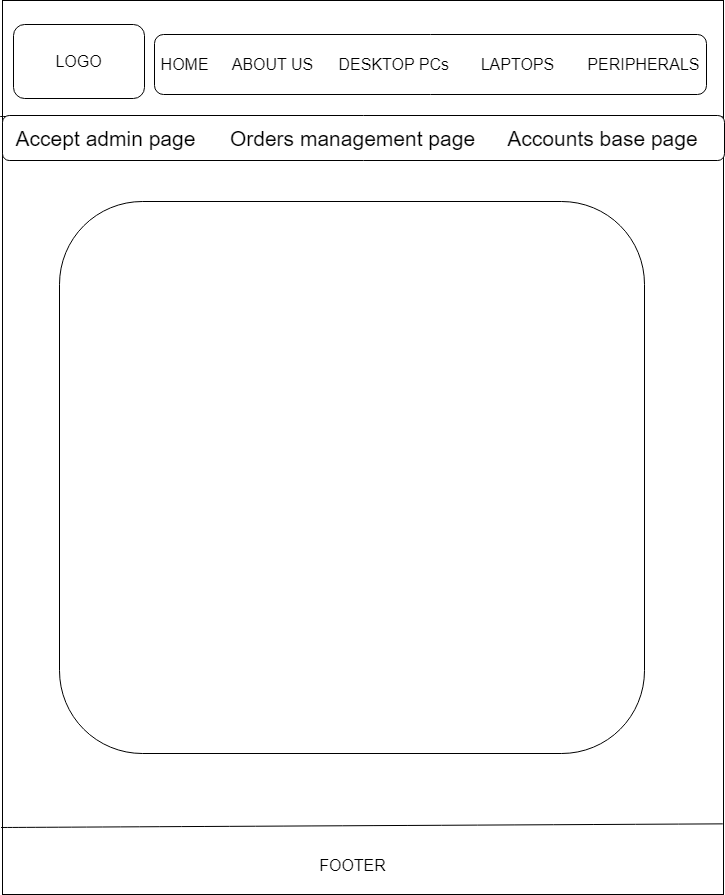 LOGO
HOME ABOUT US DESKTOP PCs LAPTOPS PERIPHERALS
Accept admin page Orders management page Accounts base page
FOOTER